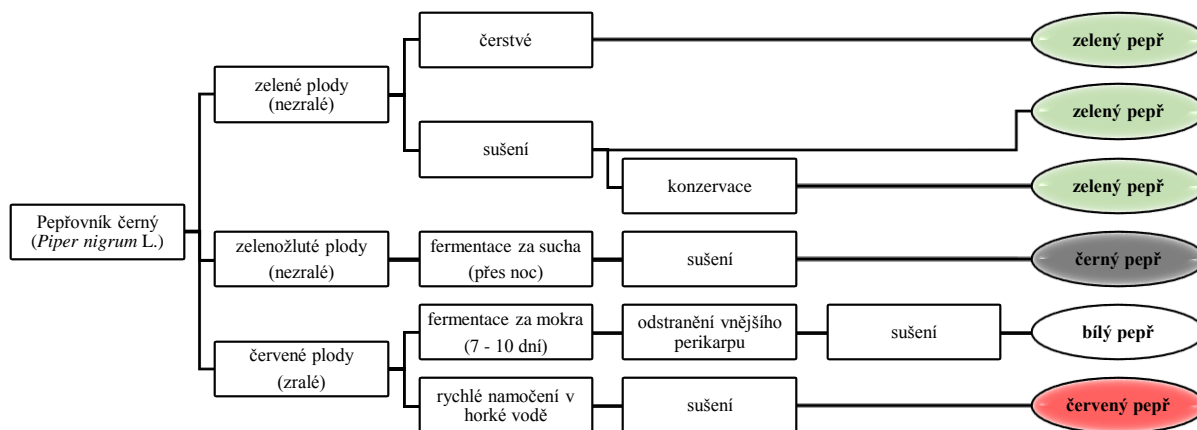 čerstvé
zelený pepř
zelené plody
(nezralé)
zelený pepř
sušení
konzervace
zelený pepř
Pepřovník černý
(Piper nigrum L.)
zelenožluté plody
(nezralé)
fermentace za sucha
(přes noc)
sušení
černý pepř
červené plody
(zralé)
fermentace za mokra
(7 - 10 dní)
odstranění vnějšího
perikarpu
sušení
bílý pepř
rychlé namočení v
horké vodě
sušení
červený pepř